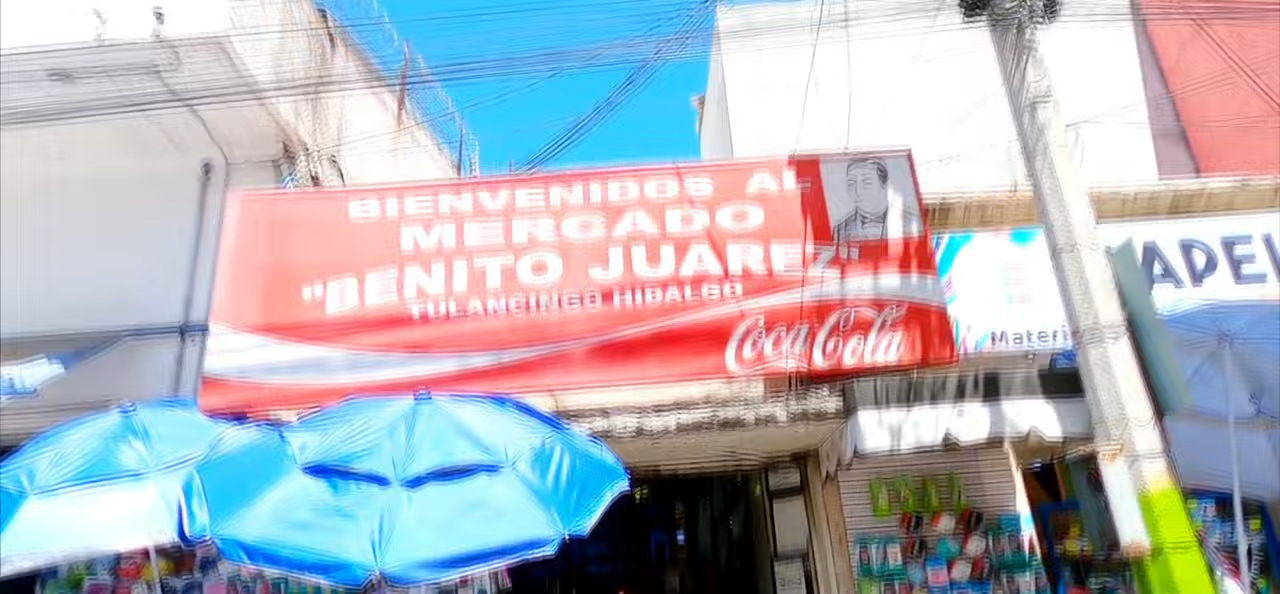 BIENVENIDOS AL
MERCADO
"BENITO JUAREZ"
TULANCINGO HIDALGO
Coca-Cola
APEL
Materi